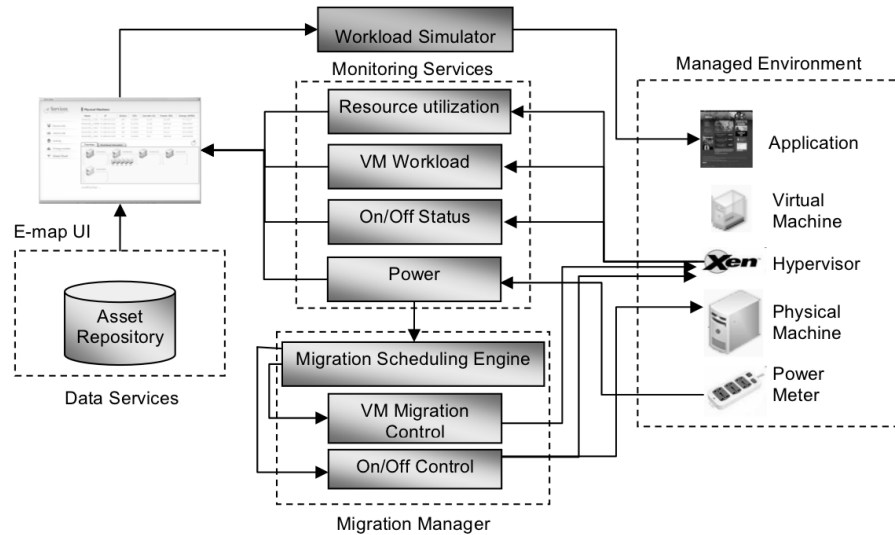 Workload Simulator
Monitoring Services
Managed Environment
Resource utilization
VM Workload
On/Off Status
Power
Application
Virtual
Machine
Xen
Hypervisor
Physical
Machine
Power
Meter
E-map UI
Asset
Repository
Data Services
Migration Scheduling Engine
VM Migration
Control
On/Off Control
Migration Manager